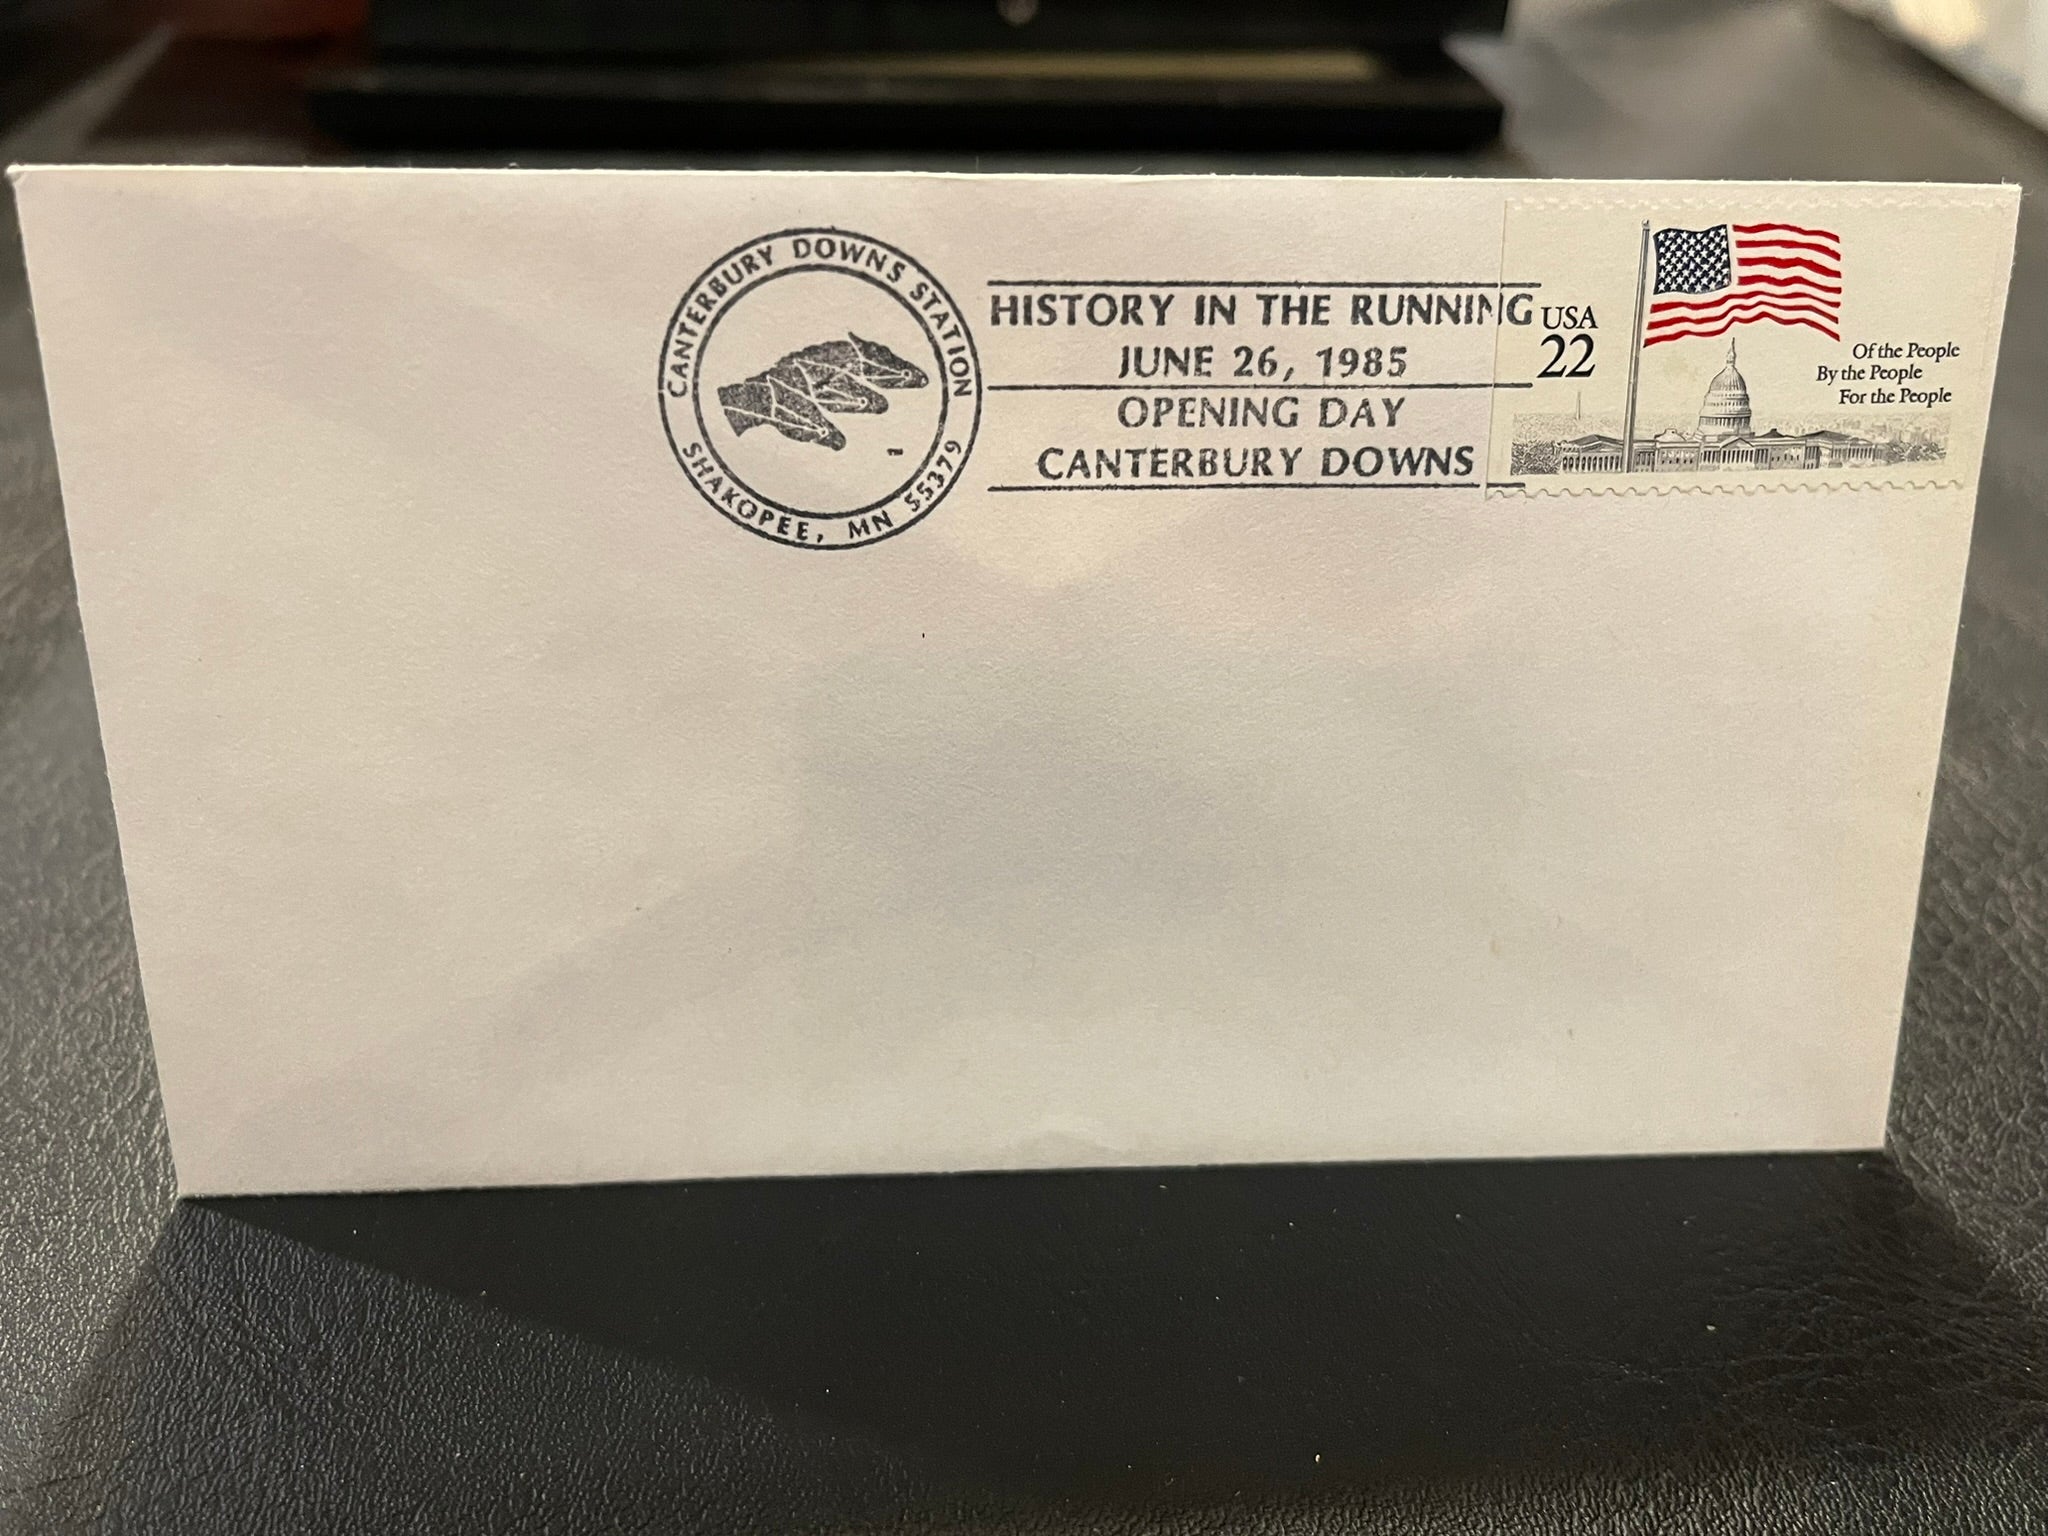 CANTERBURY DOWNS STATION
SHAKOPEE, MN 55379
HISTORY IN THE RUNNING
JUNE 26, 1985
OPENING DAY
CANTERBURY DOWNS
USA
22
Of the People
By the People
For the People